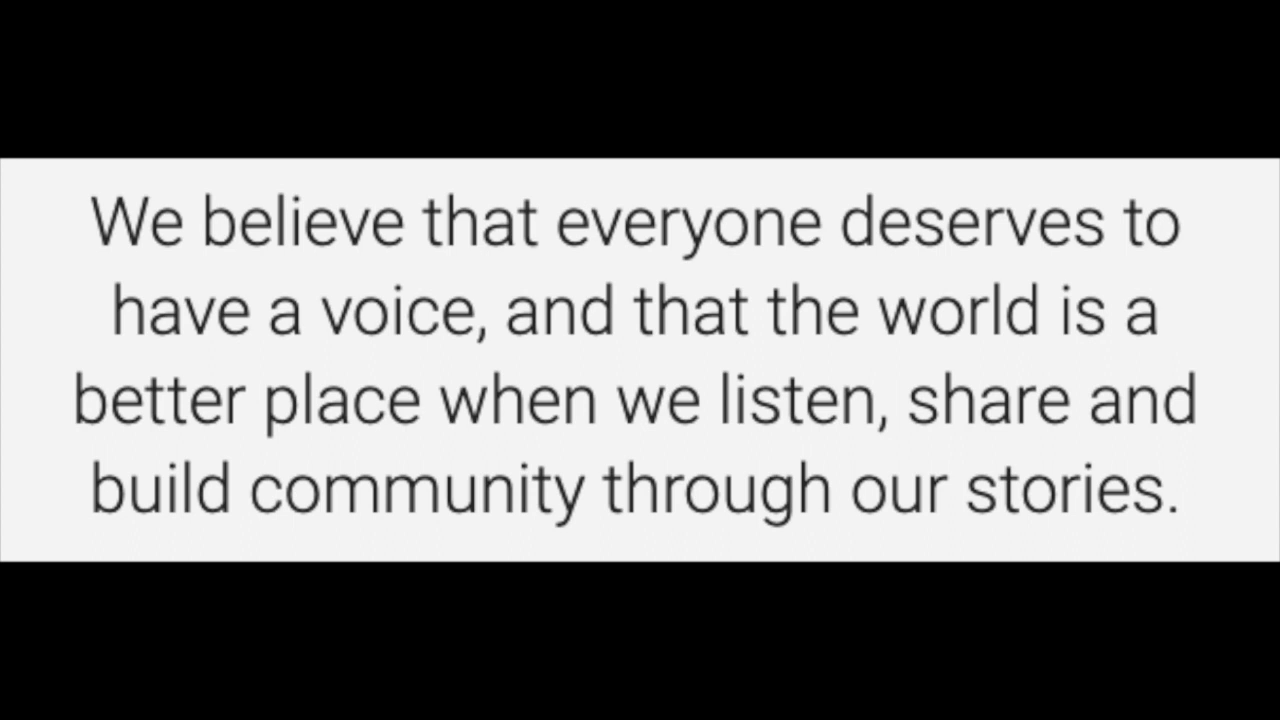 We believe that everyone deserves to
have a voice, and that the world is a
better place when we listen, share and
build community through our stories.